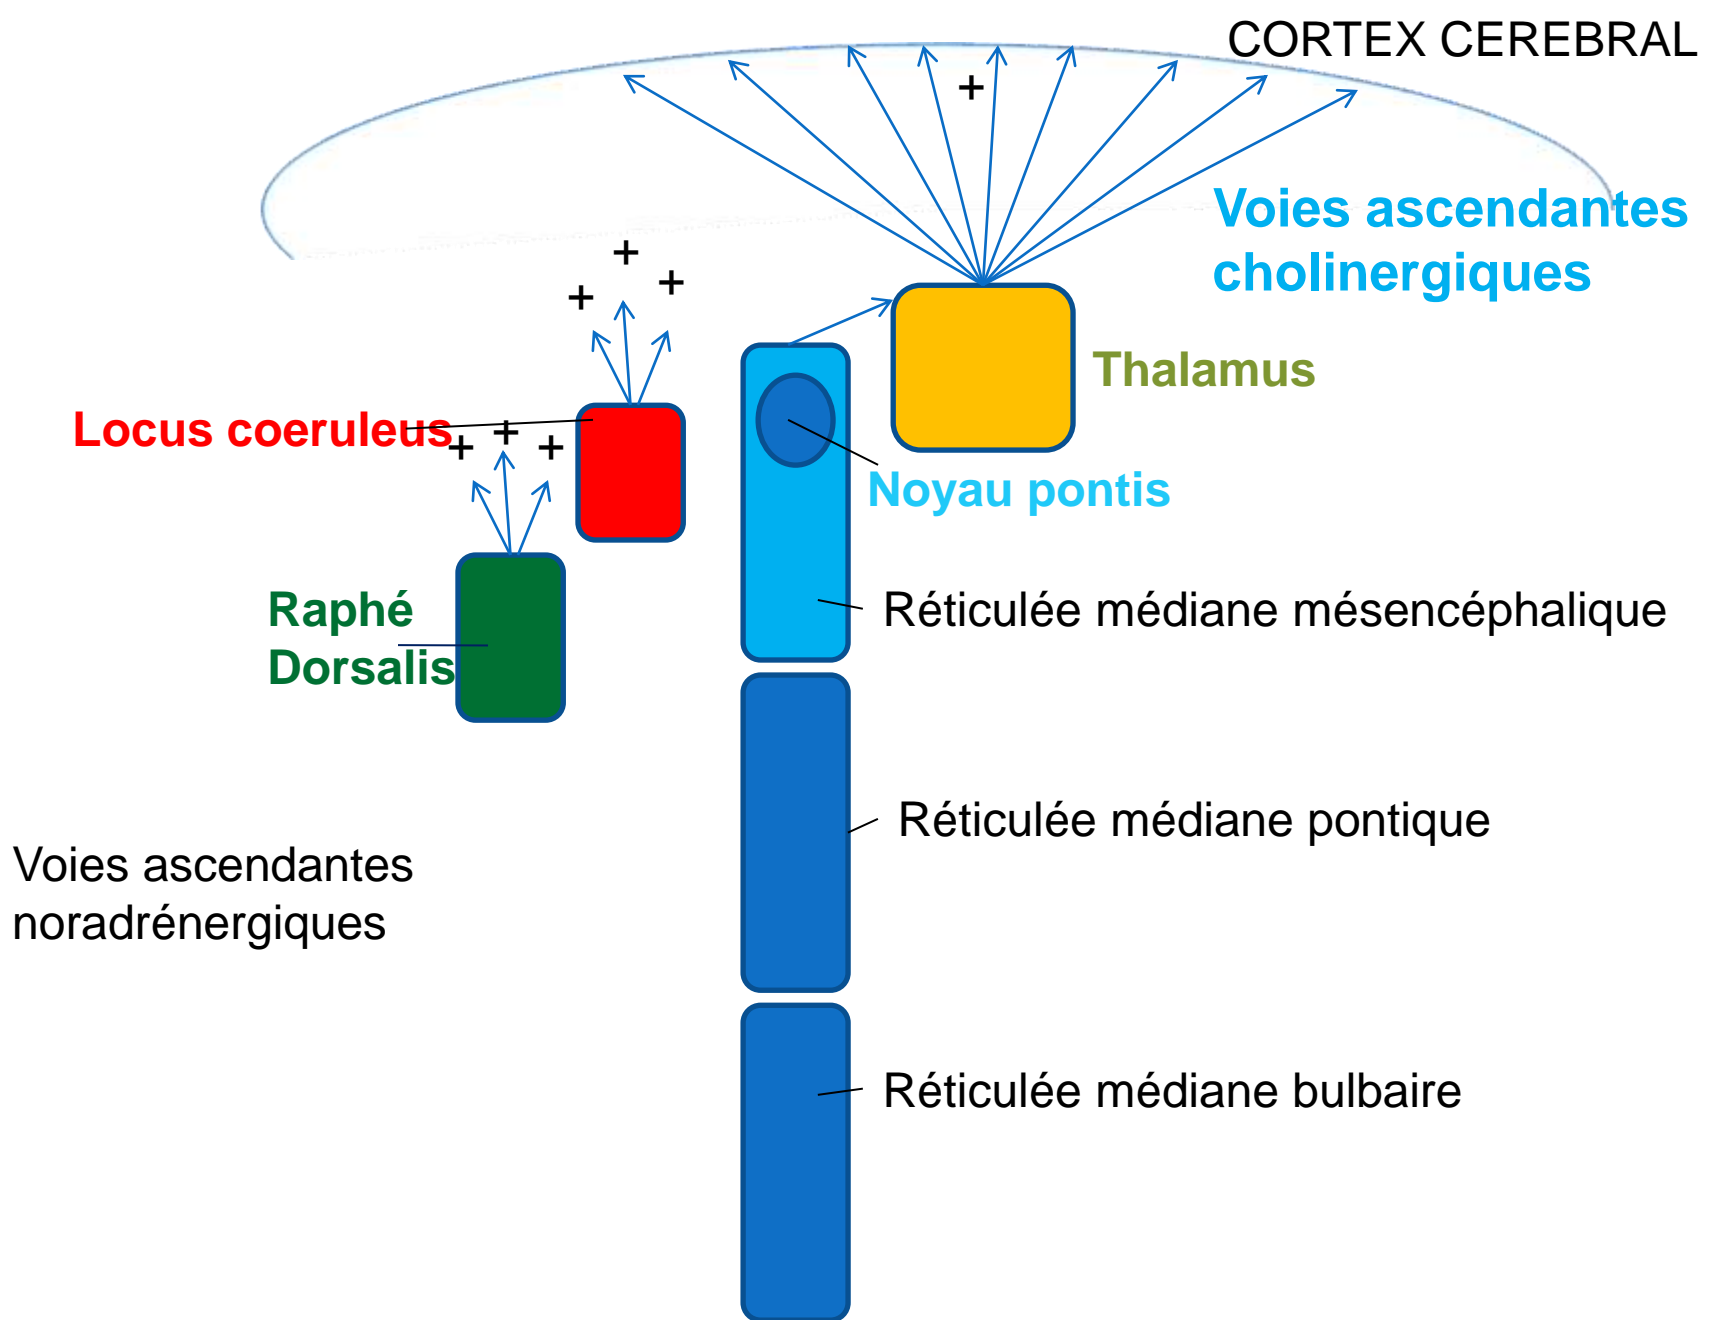 CORTEX CEREBRAL
+
Voies ascendantes
cholinergiques
+
+ +
Thalamus
Locus coeruleus
+ + +
Noyau pontis
Raphé
Dorsalis
Réticulée médiane mésencéphalique
Réticulée médiane pontique
Voies ascendantes
noradrénergiques
Réticulée médiane bulbaire